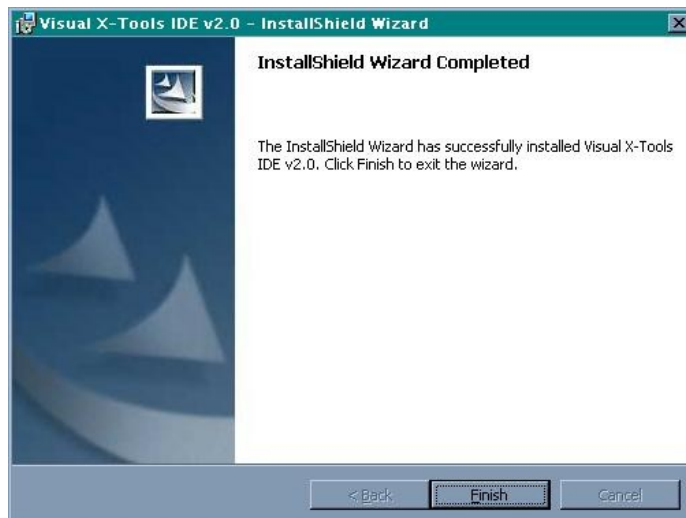 Visual X-Tools IDE v2.0 - InstallShield Wizard
InstallShield Wizard Completed
The InstallShield Wizard has successfully installed Visual X-Tools
IDE v2.0. Click Finish to exit the wizard.
< Back
Finish
Cancel